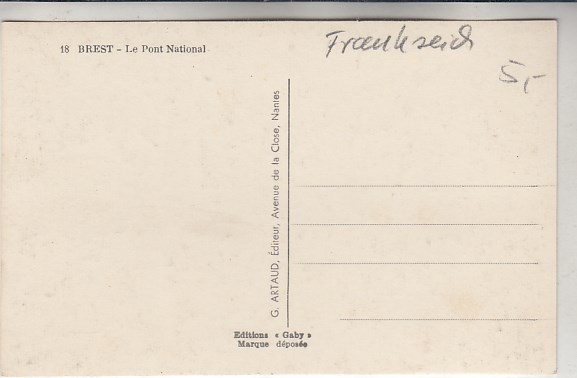 18 BREST - Le Pont National
Frankreich
5,-
G. ARTAUD, Éditeur, Avenue de la Close, Nantes
Editions « Gaby »
Marque déposée